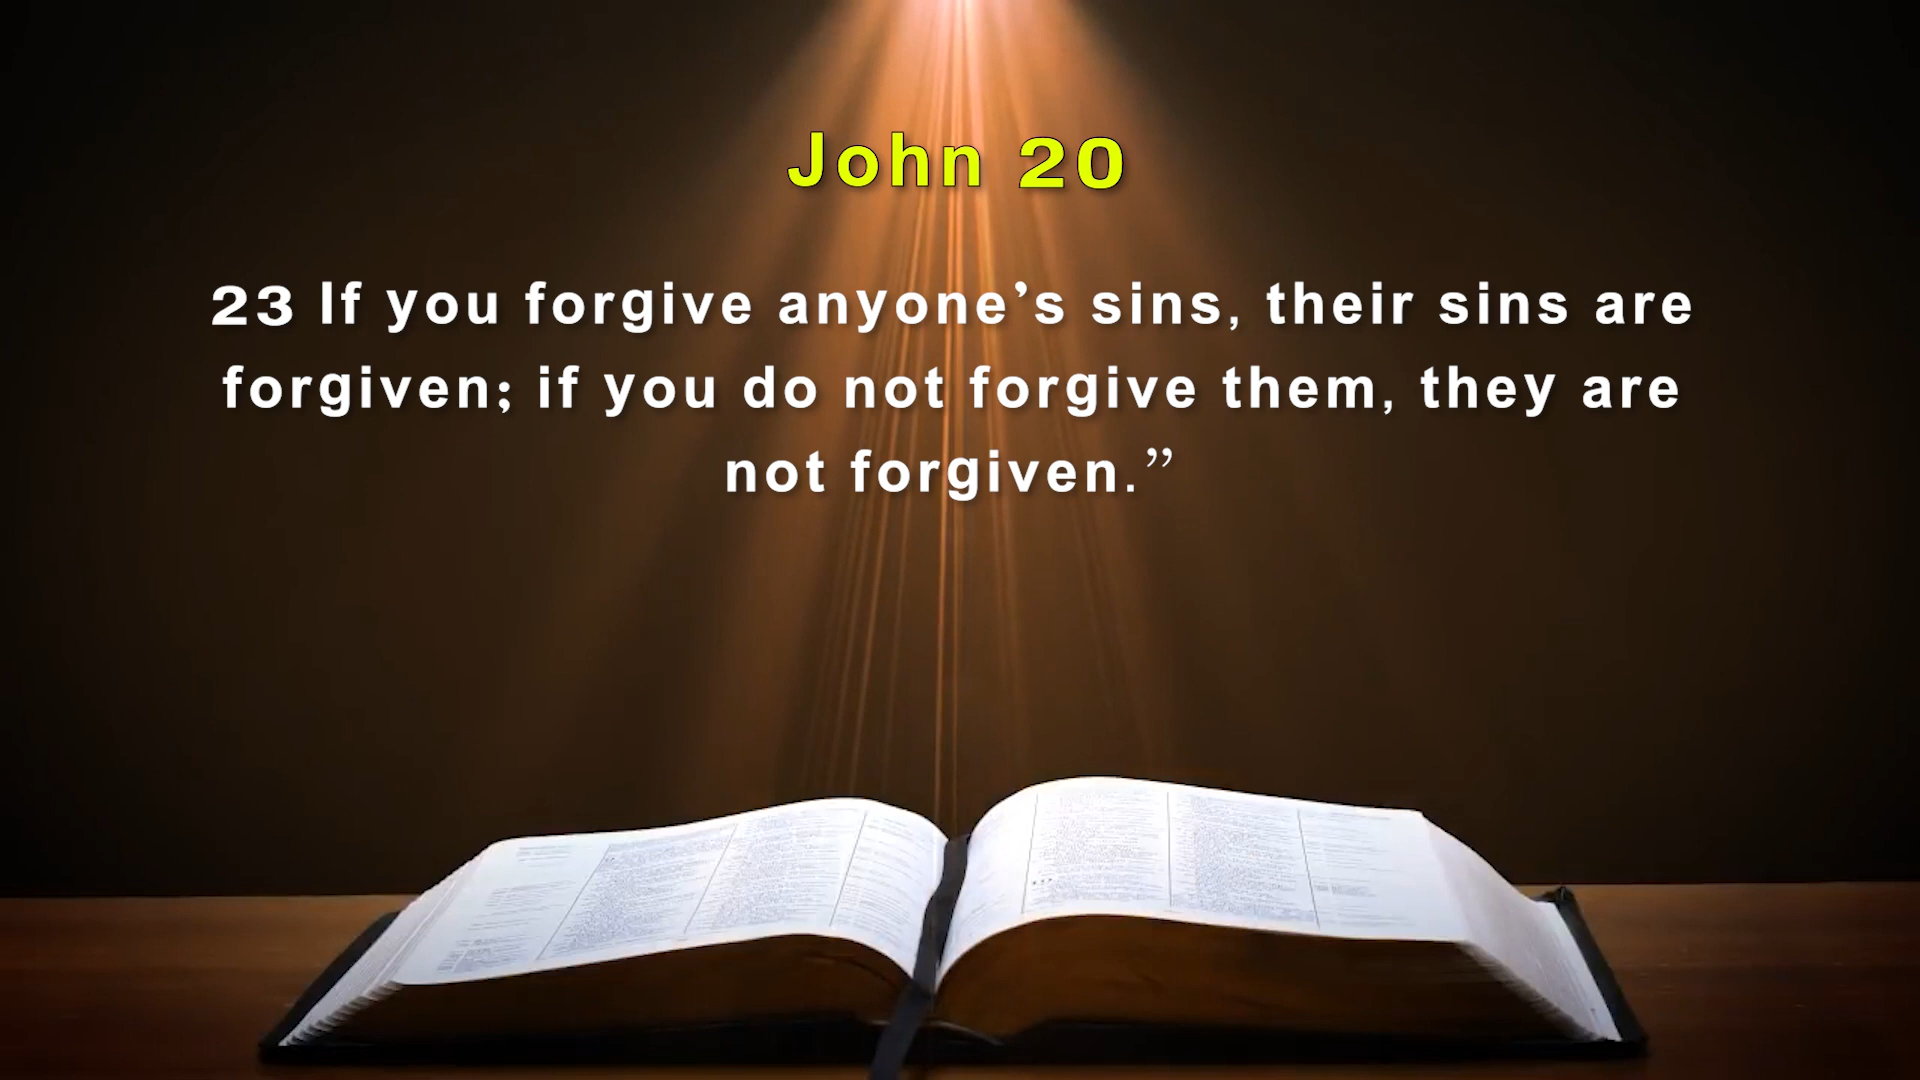 John 20
23 If you forgive anyone’s sins, their sins are
forgiven; if you do not forgive them, they are
not forgiven.”